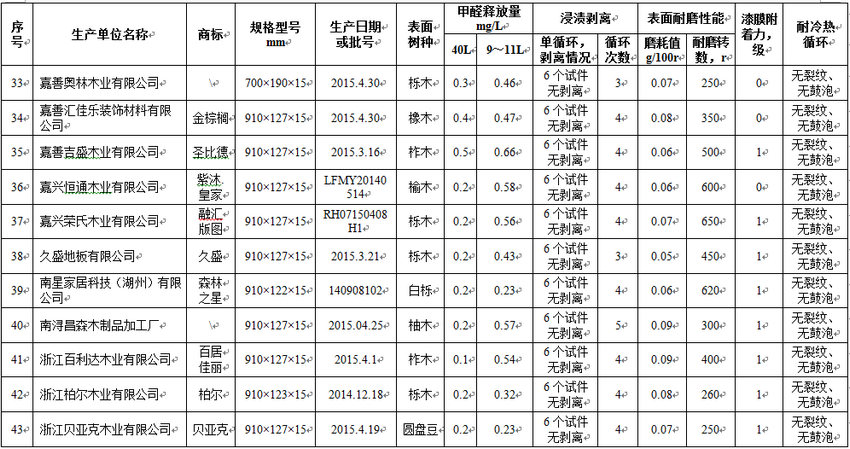 序号 生产单位名称 商标 规格型号 mm 生产日期或批号 表面树种 甲醛释放量 mg/L 浸渍剥离 表面耐磨性能 漆膜附着力，级 耐冷热循环
40L 9～11L 单循环，剥离情况 循环次数 磨耗值 g/100r 耐磨转数，r
33 嘉善奥林木业有限公司 \ 700×190×15 2015.4.30 栎木 0.3 0.46 6 个试件无剥离 3 0.07 250 0 无裂纹、无鼓泡
34 嘉善汇佳乐装饰材料有限公司 金棕榈 910×127×15 2015.4.30 橡木 0.4 0.47 6 个试件无剥离 4 0.08 350 0 无裂纹、无鼓泡
35 嘉善吉盛木业有限公司 圣比德 910×127×15 2015.3.16 柞木 0.5 0.66 6 个试件无剥离 4 0.06 500 1 无裂纹、无鼓泡
36 嘉兴恒通木业有限公司 紫沐.皇家 910×127×15 LFMY20140514 榆木 0.2 0.58 6 个试件无剥离 4 0.06 600 0 无裂纹、无鼓泡
37 嘉兴荣氏木业有限公司 融汇版图 910×127×15 RH07150408H1 栎木 0.2 0.56 6 个试件无剥离 4 0.07 650 1 无裂纹、无鼓泡
38 久盛地板有限公司 久盛 910×127×15 2015.3.21 栎木 0.2 0.43 6 个试件无剥离 3 0.05 450 1 无裂纹、无鼓泡
39 南星家居科技（湖州）有限公司 森林之星 910×122×15 140908102 白栎 0.2 0.23 6 个试件无剥离 4 0.06 620 1 无裂纹、无鼓泡
40 南浔昌森木制品加工厂 \ 910×127×15 2015.04.25 柚木 0.2 0.57 6 个试件无剥离 5 0.09 300 1 无裂纹、无鼓泡
41 浙江百利达木业有限公司 百居佳丽 910×127×15 2015.4.1 柞木 0.1 0.54 6 个试件无剥离 4 0.09 400 1 无裂纹、无鼓泡
42 浙江柏尔木业有限公司 柏尔 910×123×15 2014.12.18 栎木 0.2 0.32 6 个试件无剥离 4 0.08 260 1 无裂纹、无鼓泡
43 浙江贝亚克木业有限公司 贝亚克 910×127×15 2015.4.19 圆盘豆 0.2 0.23 6 个试件无剥离 4 0.07 250 1 无裂纹、无鼓泡